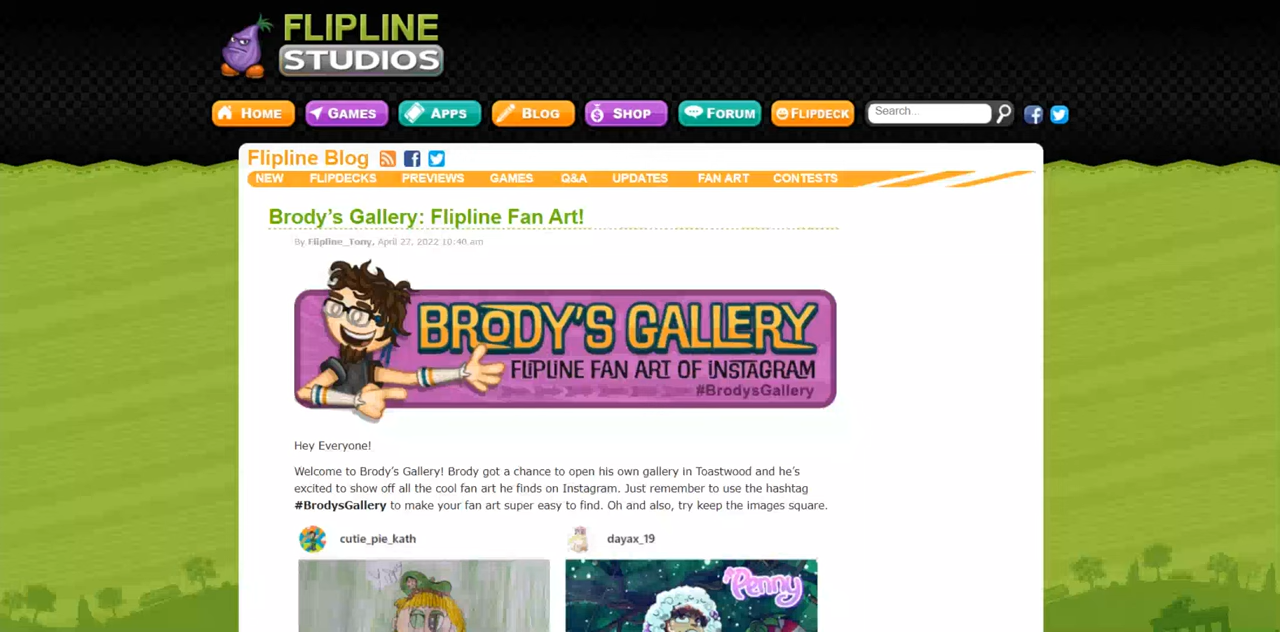 FLIPLINE
STUDIOS
HOME GAMES APPS BLOG SHOP FORUM FLIPDECK Search...
Flipline Blog
NEW FLIPDECKS PREVIEWS GAMES Q&A UPDATES FAN ART CONTESTS
Brody's Gallery: Flipline Fan Art!
By Flipline_Tony, April 27, 2022 10:40 am
BRODY'S GALLERY
FLIPLINE FAN ART OF INSTAGRAM
#BrodysGallery
Hey Everyone!
Welcome to Brody's Gallery! Brody got a chance to open his own gallery in Toastwood and he's
excited to show off all the cool fan art he finds on Instagram. Just remember to use the hashtag
#BrodysGallery to make your fan art super easy to find. Oh and also, try keep the images square.
cutie_pie_kath dayax_19
Penny